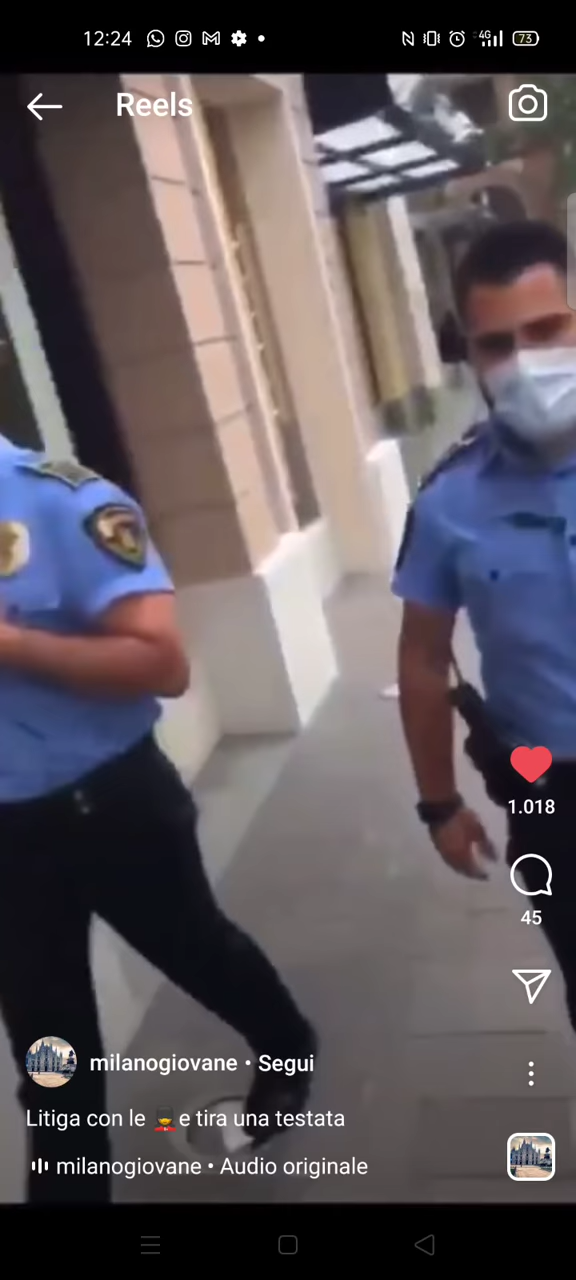 12:24 4G 73
Reels
1.018
45
milanogiovane • Segui
Litiga con le 💂 e tira una testata
milanogiovane • Audio originale